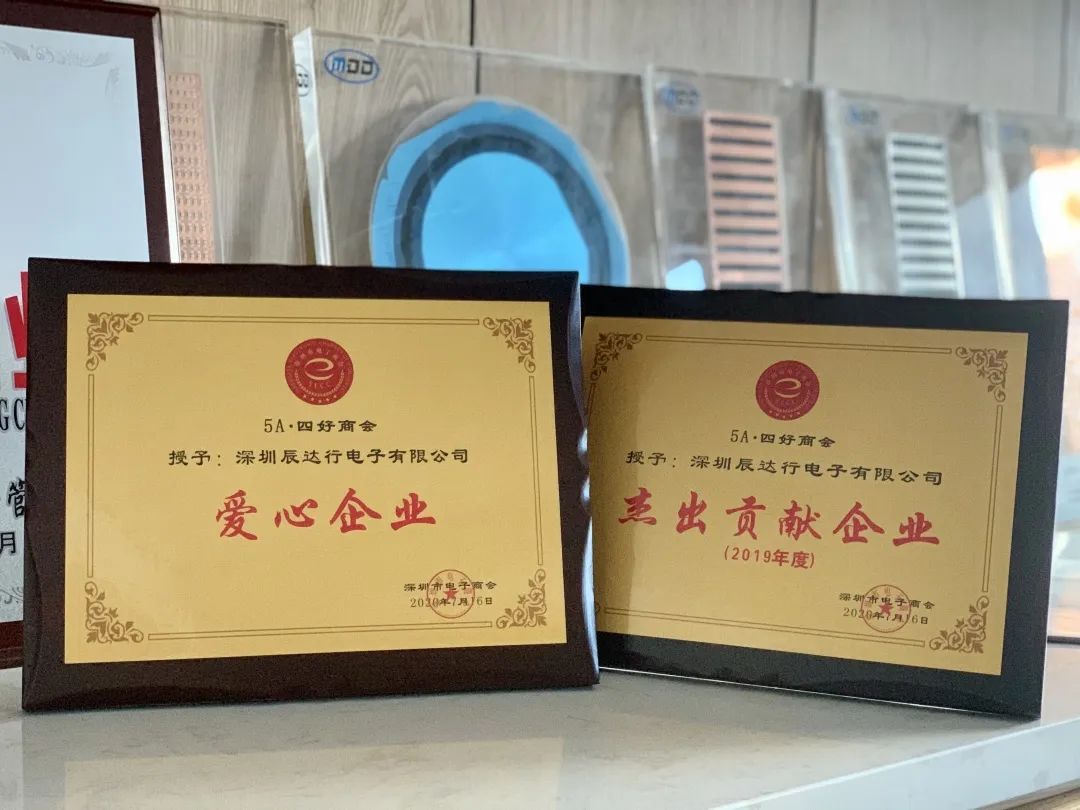 MDD
5A·四好商会
授予：深圳辰达行电子有限公司
爱心企业
深圳市电子商会
2020年7月16日
5A·四好商会
授予：深圳辰达行电子有限公司
杰出贡献企业
(2019年度)
深圳市电子商会
2020年7月16日
管
月